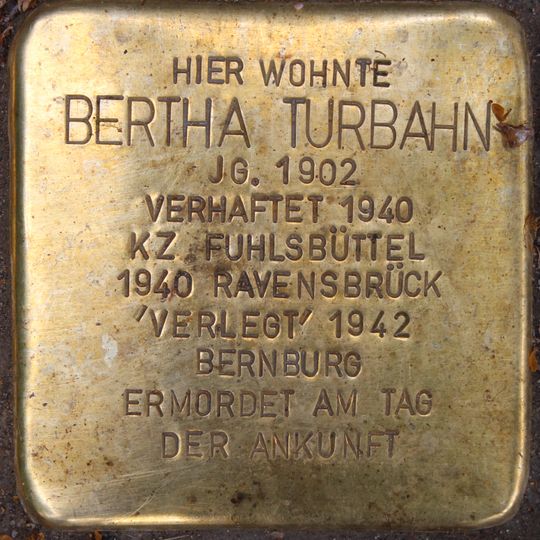 HIER WOHNTE
BERTHA TURBAHN
JG. 1902
VERHAFTET 1940
KZ FUHLSBÜTTEL
1940 RAVENSBRÜCK
'VERLEGT' 1942
BERNBURG
ERMORDET AM TAG
DER ANKUNFT